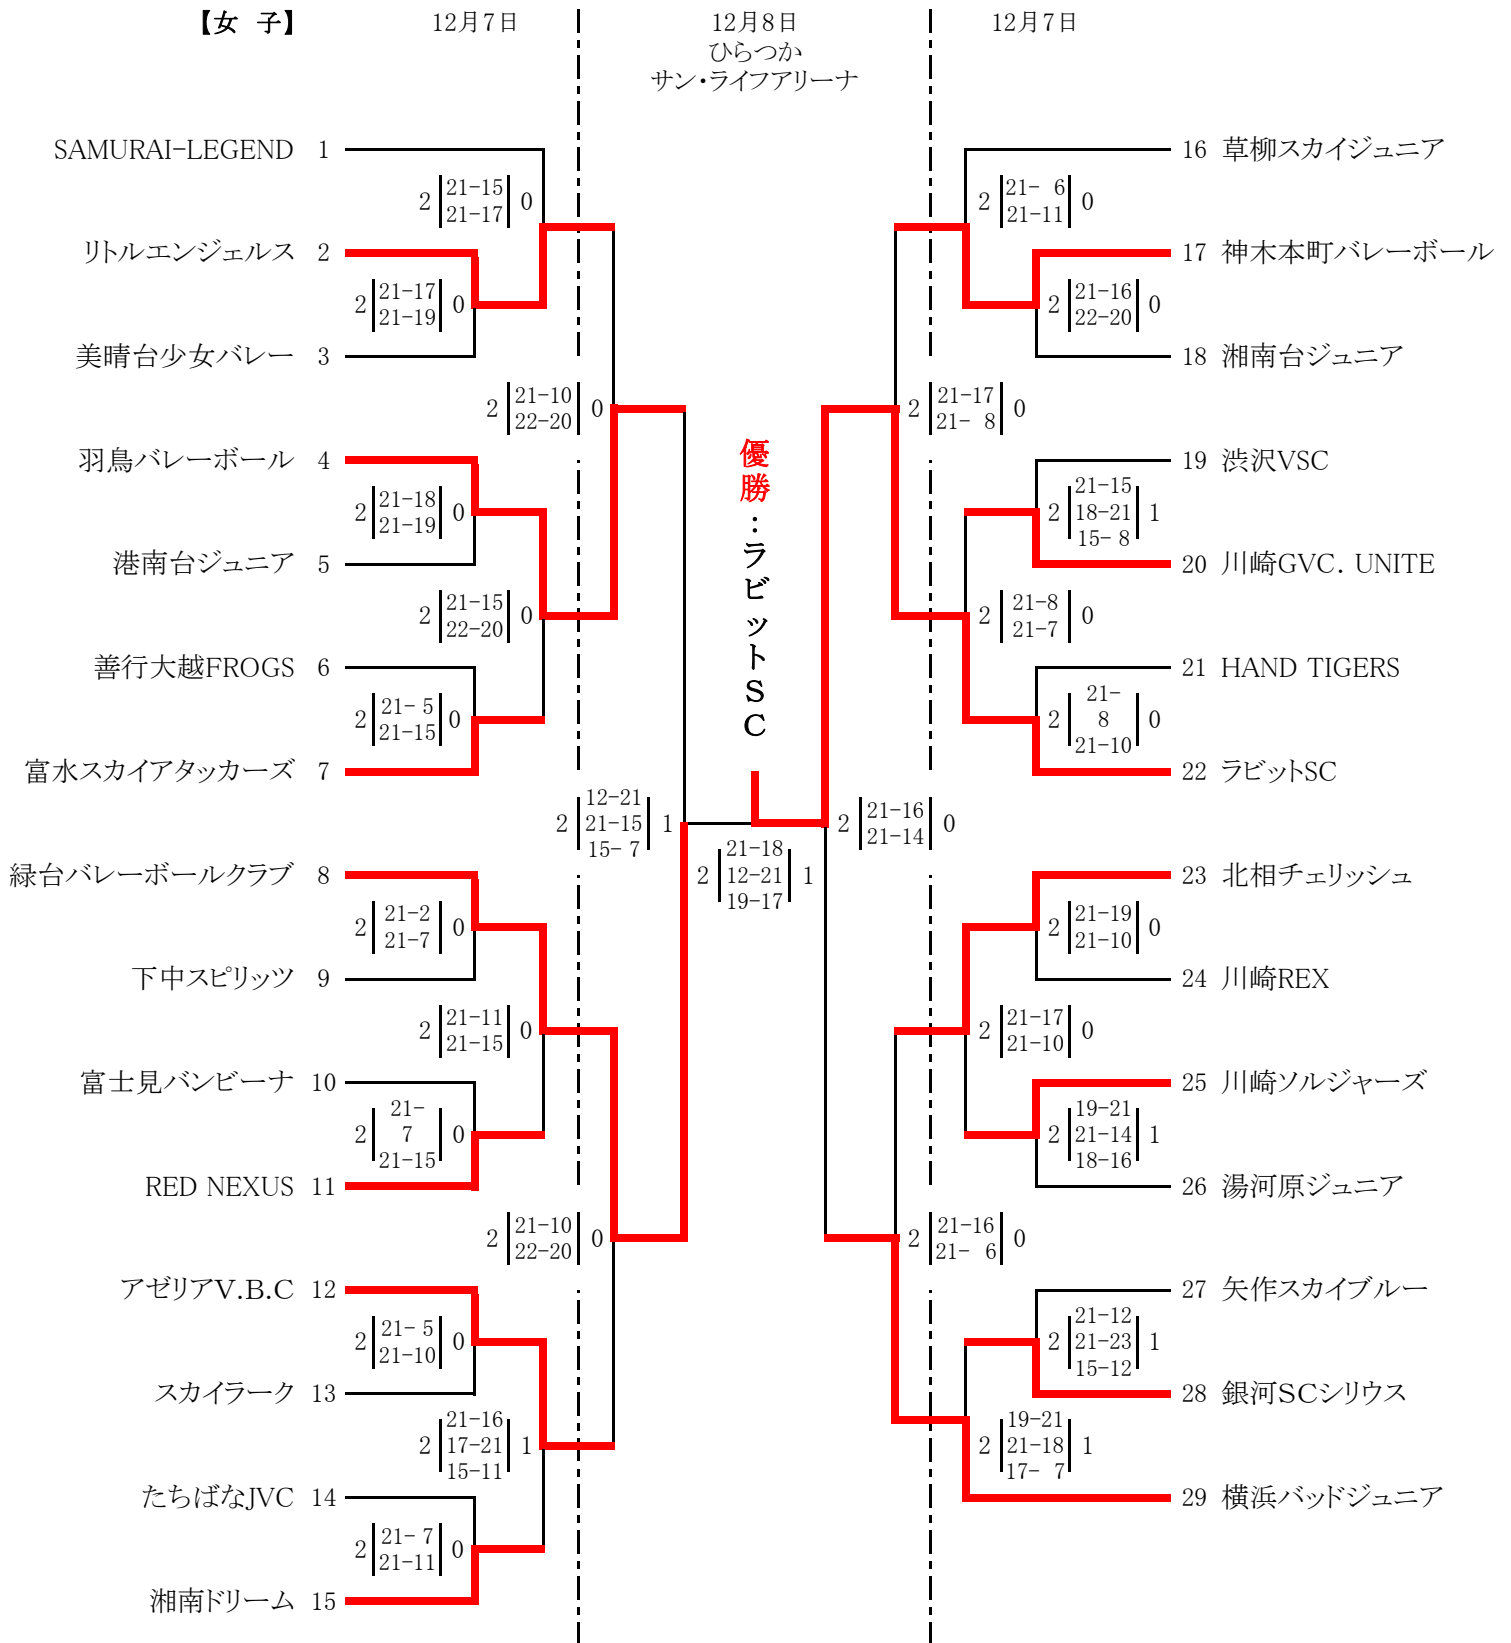 【女 子】 12月7日 12月8日 12月7日
ひらつか
サン・ライフアリーナ
SAMURAI-LEGEND 1
2 21-15 0
21-17
リトルエンジェルス 2
2 21-17 0
21-19
美晴台少女バレー 3
2 21-10 0
22-20
羽鳥バレーボール 4
2 21-18 0
21-19
港南台ジュニア 5
2 21-15 0
22-20
善行大越FROGS 6
2 21- 5 0
21-15
富水スカイアタッカーズ 7
12-21
2 21-15 1
15- 7
緑台バレーボールクラブ 8
2 21-2 0
21-7
下中スピリッツ 9
2 21-11 0
21-15
富士見バンビーナ 10
21-
2 7 0
21-15
RED NEXUS 11
2 21-10 0
22-20
アゼリアV.B.C 12
2 21- 5 0
21-10
スカイラーク 13
21-16
2 17-21 1
15-11
たちばなJVC 14
2 21- 7 0
21-11
湘南ドリーム 15
優勝:ラビットSC
21-18
2 12-21 1
19-17
16 草柳スカイジュニア
2 21- 6 0
21-11
17 神木本町バレーボール
2 21-16 0
22-20
18 湘南台ジュニア
2 21-17 0
21- 8
19 渋沢VSC
21-15
2 18-21 1
15- 8
20 川崎GVC. UNITE
2 21-8 0
21-7
21 HAND TIGERS
21-
2 8 0
21-10
22 ラビットSC
2 21-16 0
21-14
23 北相チェリッシュ
2 21-19 0
21-10
24 川崎REX
2 21-17 0
21-10
25 川崎ソルジャーズ
19-21
2 21-14 1
18-16
26 湯河原ジュニア
2 21-16 0
21- 6
27 矢作スカイブルー
21-12
2 21-23 1
15-12
28 銀河SCシリウス
19-21
2 21-18 1
17- 7
29 横浜バッドジュニア